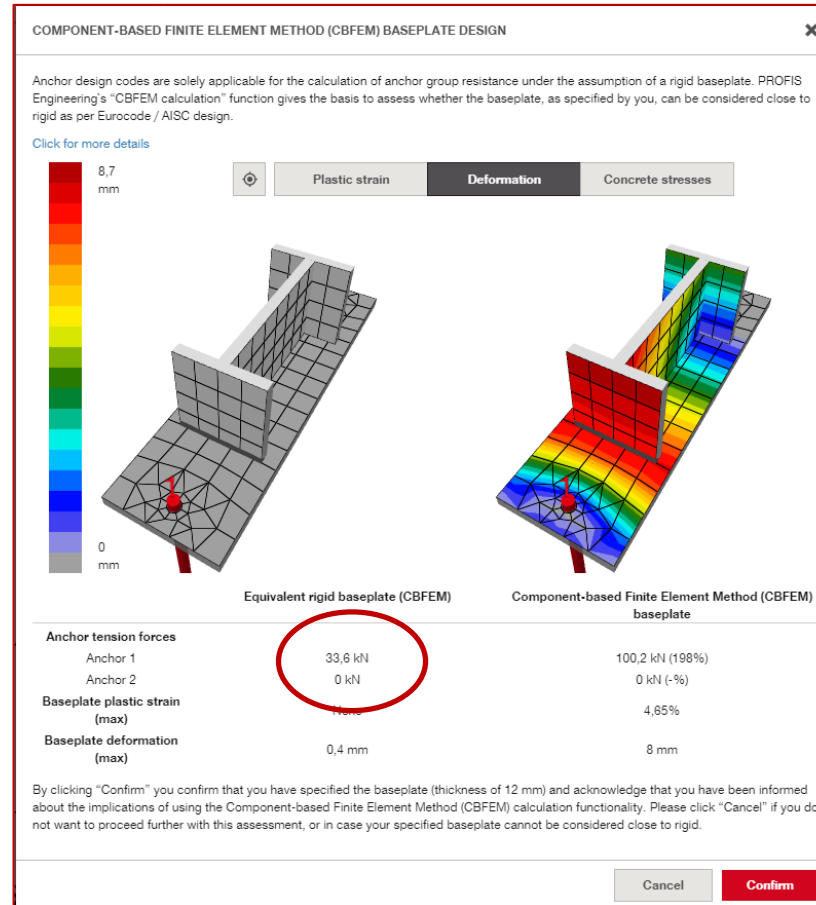 COMPONENT-BASED FINITE ELEMENT METHOD (CBFEM) BASEPLATE DESIGN
Anchor design codes are solely applicable for the calculation of anchor group resistance under the assumption of a rigid baseplate. PROFIS
Engineering's "CBFEM calculation" function gives the basis to assess whether the baseplate, as specified by you, can be considered close to
rigid as per Eurocode / AISC design.
Click for more details
8,7
mm
Plastic strain Deformation Concrete stresses
1 1
0
mm
Equivalent rigid baseplate (CBFEM) Component-based Finite Element Method (CBFEM)
baseplate
Anchor tension forces
Anchor 1 33,6 kN 100,2 kN (198%)
Anchor 2 0 kN 0 kN (-%)
Baseplate plastic strain
(max) None 4,65%
Baseplate deformation
(max) 0,4 mm 8 mm
By clicking "Confirm" you confirm that you have specified the baseplate (thickness of 12 mm) and acknowledge that you have been informed
about the implications of using the Component-based Finite Element Method (CBFEM) calculation functionality. Please click "Cancel" if you do
not want to proceed further with this assessment, or in case your specified baseplate cannot be considered close to rigid.
Cancel Confirm